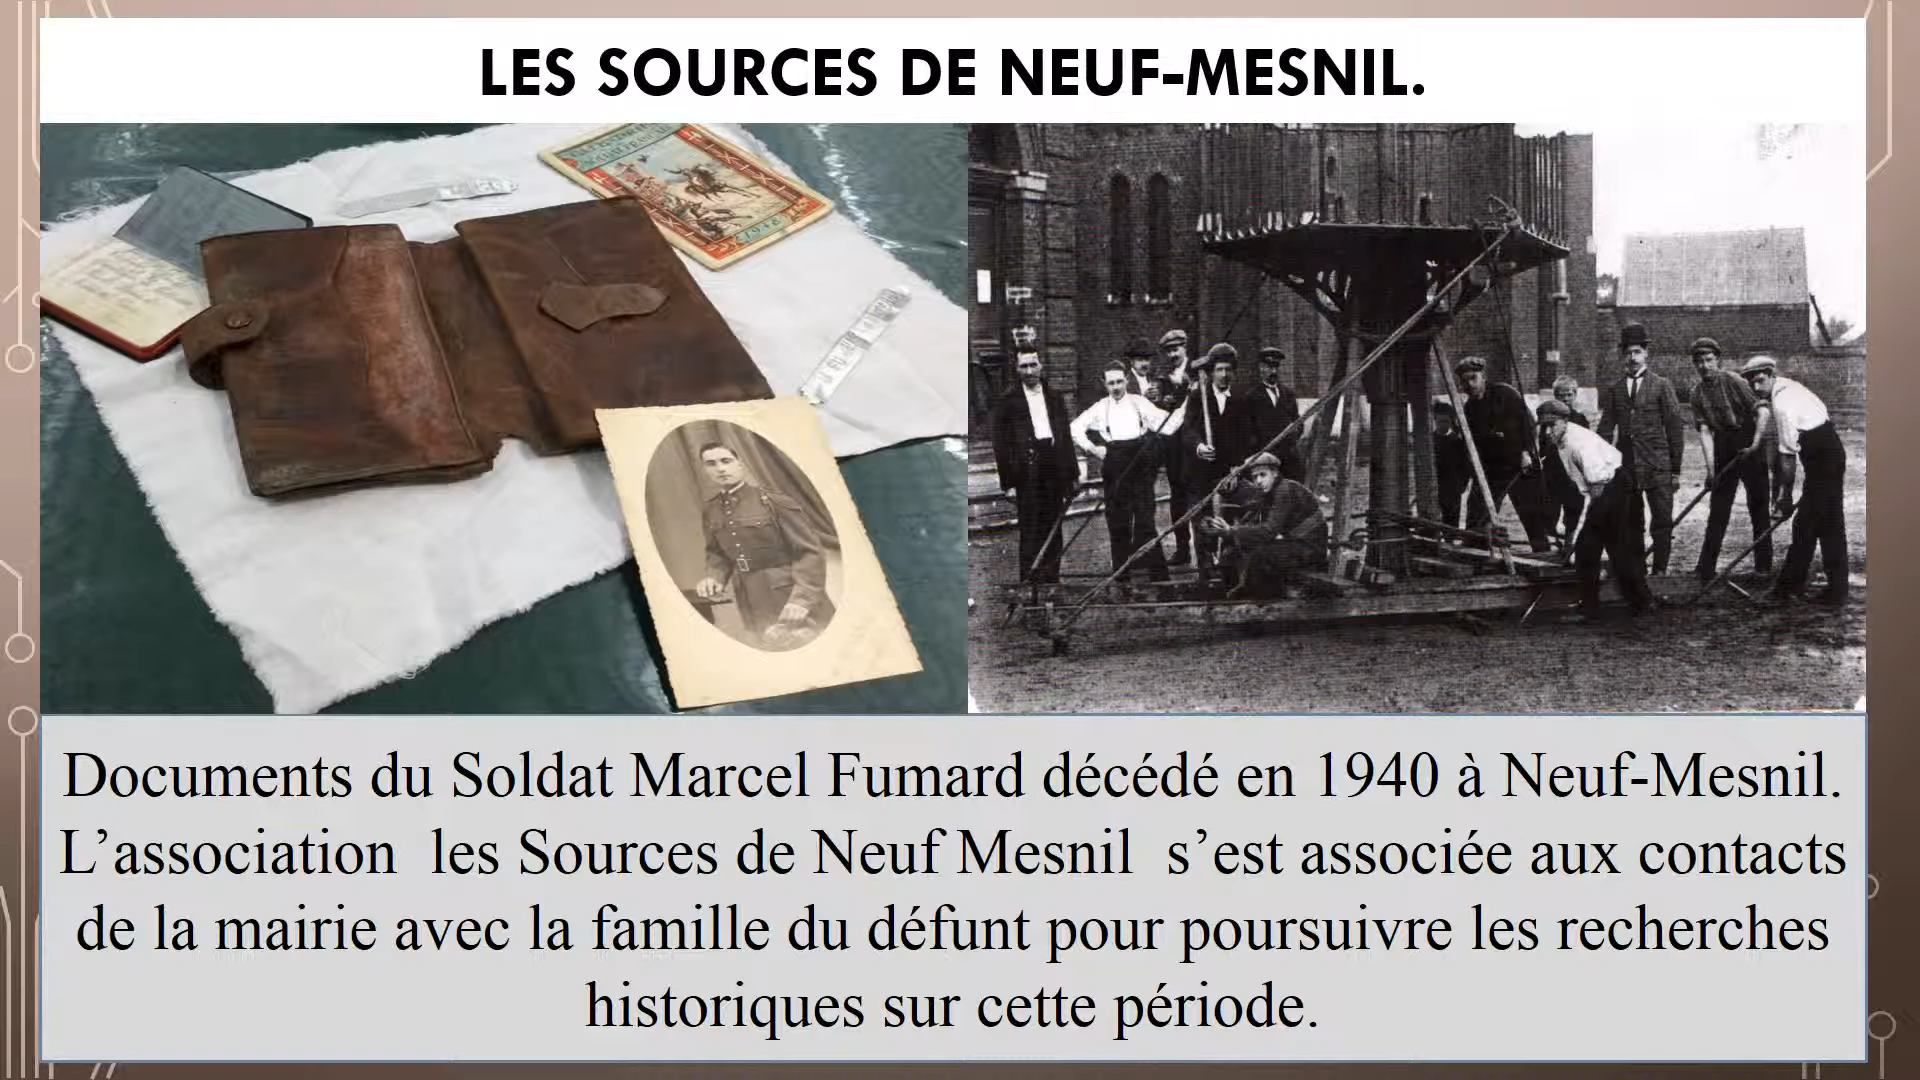 LES SOURCES DE NEUF-MESNIL.
Documents du Soldat Marcel Fumard décédé en 1940 à Neuf-Mesnil.
L’association les Sources de Neuf Mesnil s’est associée aux contacts
de la mairie avec la famille du défunt pour poursuivre les recherches
historiques sur cette période.